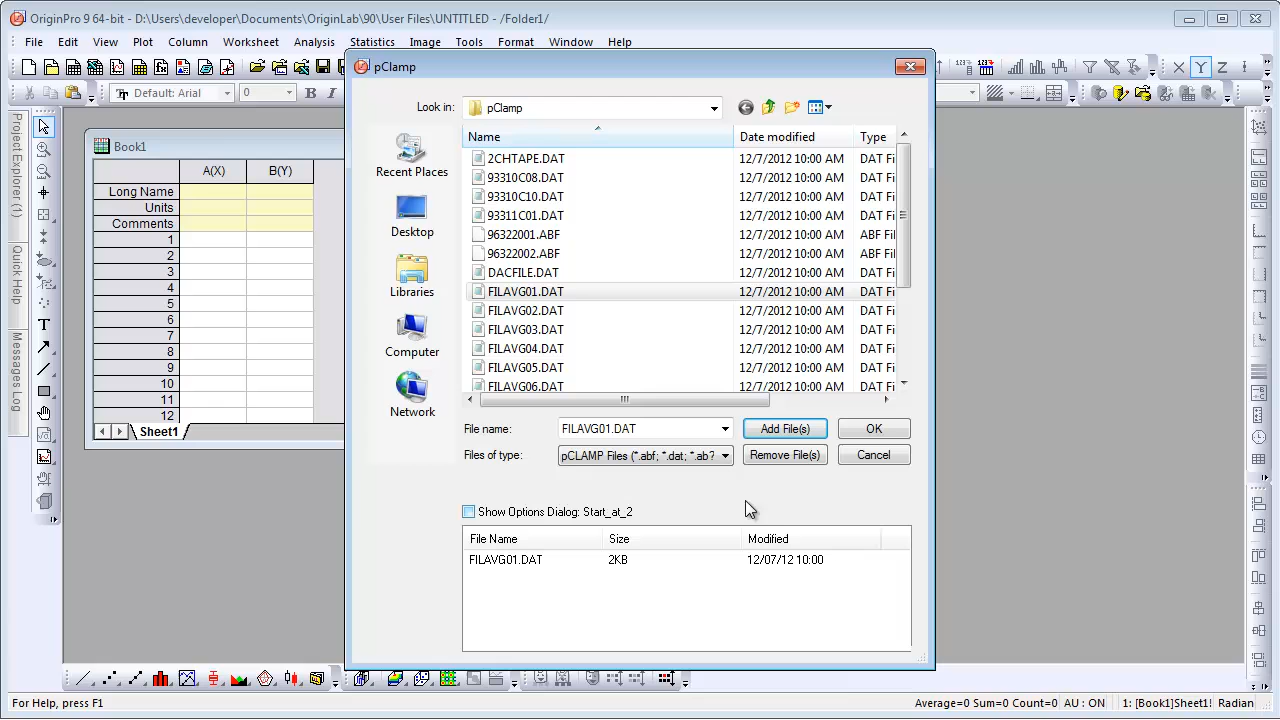 OriginPro 9 64-bit - D:\Users\developer\Documents\OriginLab\90\User Files\UNTITLED - /Folder1/
File Edit View Plot Column Worksheet Analysis Statistics Image Tools Format Window Help
Default: Arial 0 B I
Project Explorer (1)
Quick Help
Messages Log
Book1
A(X) B(Y)
Long Name
Units
Comments
1
2
3
4
5
6
7
8
9
10
11
12
Sheet1
pClamp
Look in: pClamp
Recent Places
Desktop
Libraries
Computer
Network
Name Date modified Type
2CHTAPE.DAT 12/7/2012 10:00 AM DAT Fi
93310C08.DAT 12/7/2012 10:00 AM DAT Fi
93310C10.DAT 12/7/2012 10:00 AM DAT Fi
93311C01.DAT 12/7/2012 10:00 AM DAT Fi
96322001.ABF 12/7/2012 10:00 AM ABF Fil
96322002.ABF 12/7/2012 10:00 AM ABF Fil
DACFILE.DAT 12/7/2012 10:00 AM DAT Fi
FILAVG01.DAT 12/7/2012 10:00 AM DAT Fi
FILAVG02.DAT 12/7/2012 10:00 AM DAT Fi
FILAVG03.DAT 12/7/2012 10:00 AM DAT Fi
FILAVG04.DAT 12/7/2012 10:00 AM DAT Fi
FILAVG05.DAT 12/7/2012 10:00 AM DAT Fi
FILAVG06.DAT 12/7/2012 10:00 AM DAT Fi
File name: FILAVG01.DAT Add File(s) OK
Files of type: pCLAMP Files (*.abf; *.dat; *.ab? Remove File(s) Cancel
Show Options Dialog: Start_at_2
File Name Size Modified
FILAVG01.DAT 2KB 12/07/12 10:00
X Y Z
For Help, press F1 Average=0 Sum=0 Count=0 AU : ON 1: [Book1]Sheet1! Radian